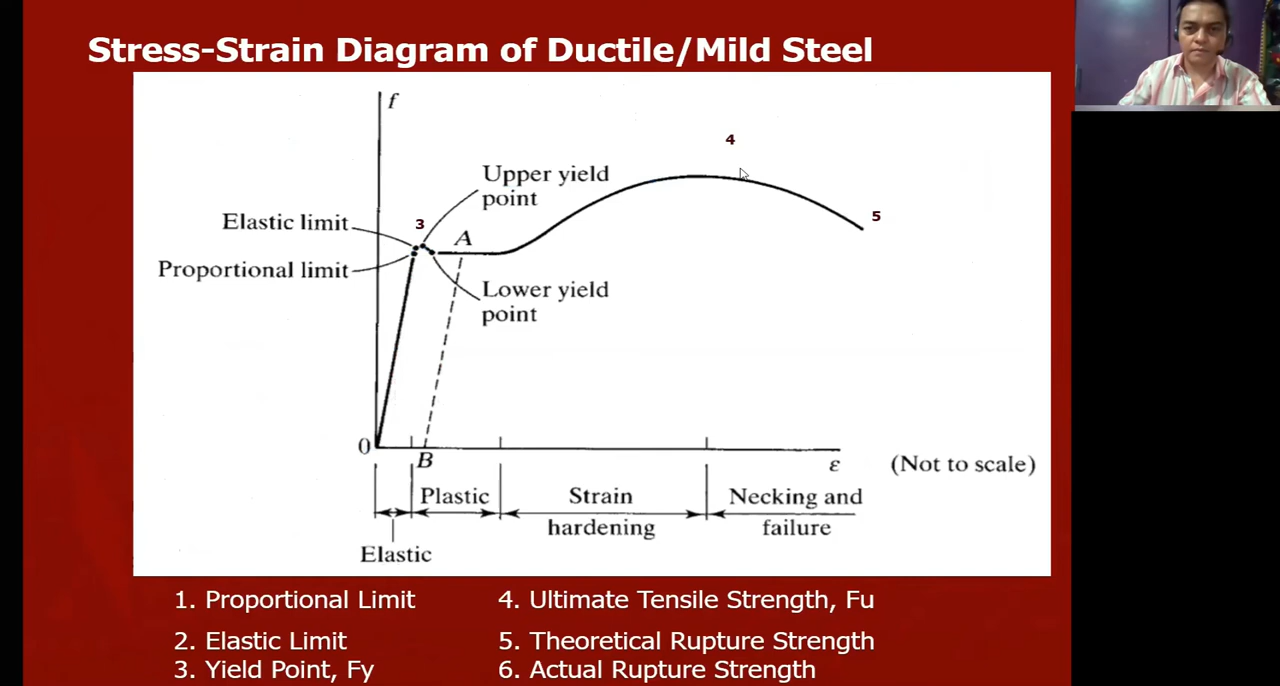 Stress-Strain Diagram of Ductile/Mild Steel
f
4
Upper yield
point
Elastic limit
3
A
5
Proportional limit
Lower yield
point
0
B
ε
(Not to scale)
Plastic
Strain
hardening
Necking and
failure
Elastic
1. Proportional Limit
2. Elastic Limit
3. Yield Point, Fy
4. Ultimate Tensile Strength, Fu
5. Theoretical Rupture Strength
6. Actual Rupture Strength